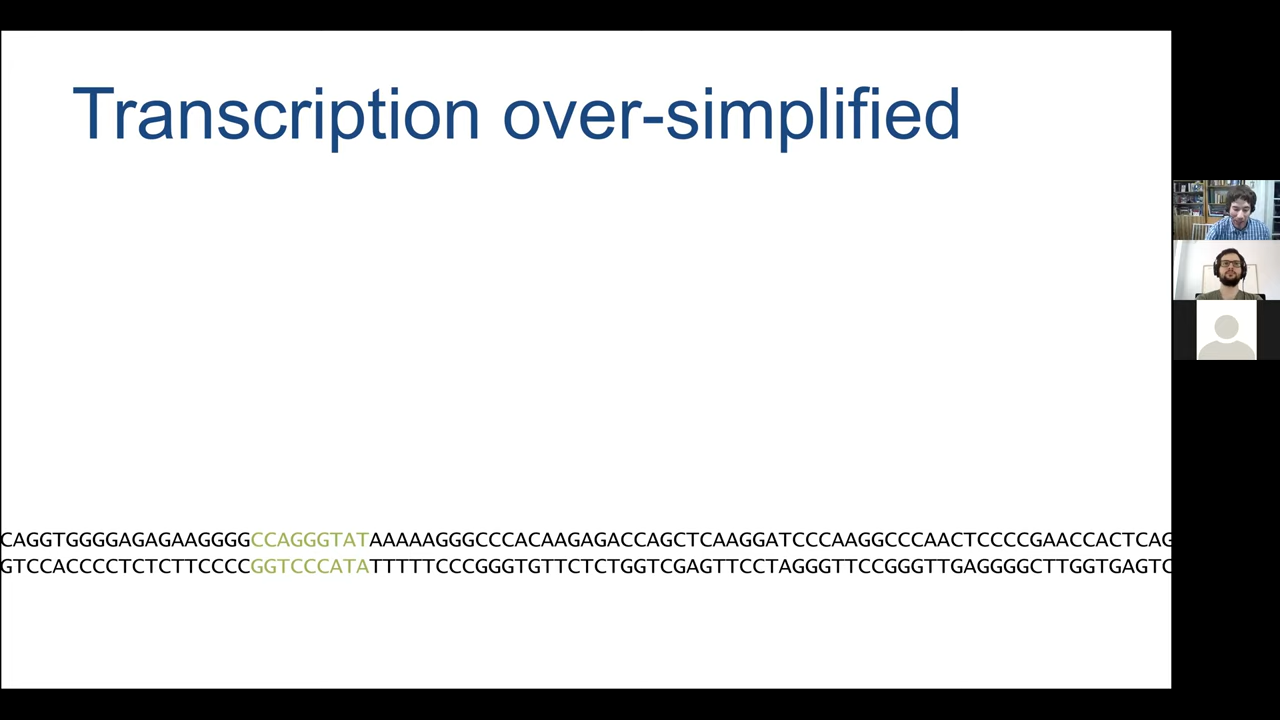 Transcription over-simplified
CAGGTGGGGAGAGAAGGGGCCAGGGTATAAAAAGGGCCCACAAGAGACCAGCTCAAGGATCCCAAGGCCCAACTCCCCGAACCACTCAG
GTCCACCCCTCTCTTCCCCGGTCCCATATTTTTCCCGGGTGTTCTCTGGTCGAGTTCCTAGGGTTCCGGGTTGAGGGGCTTGGTGAGTC